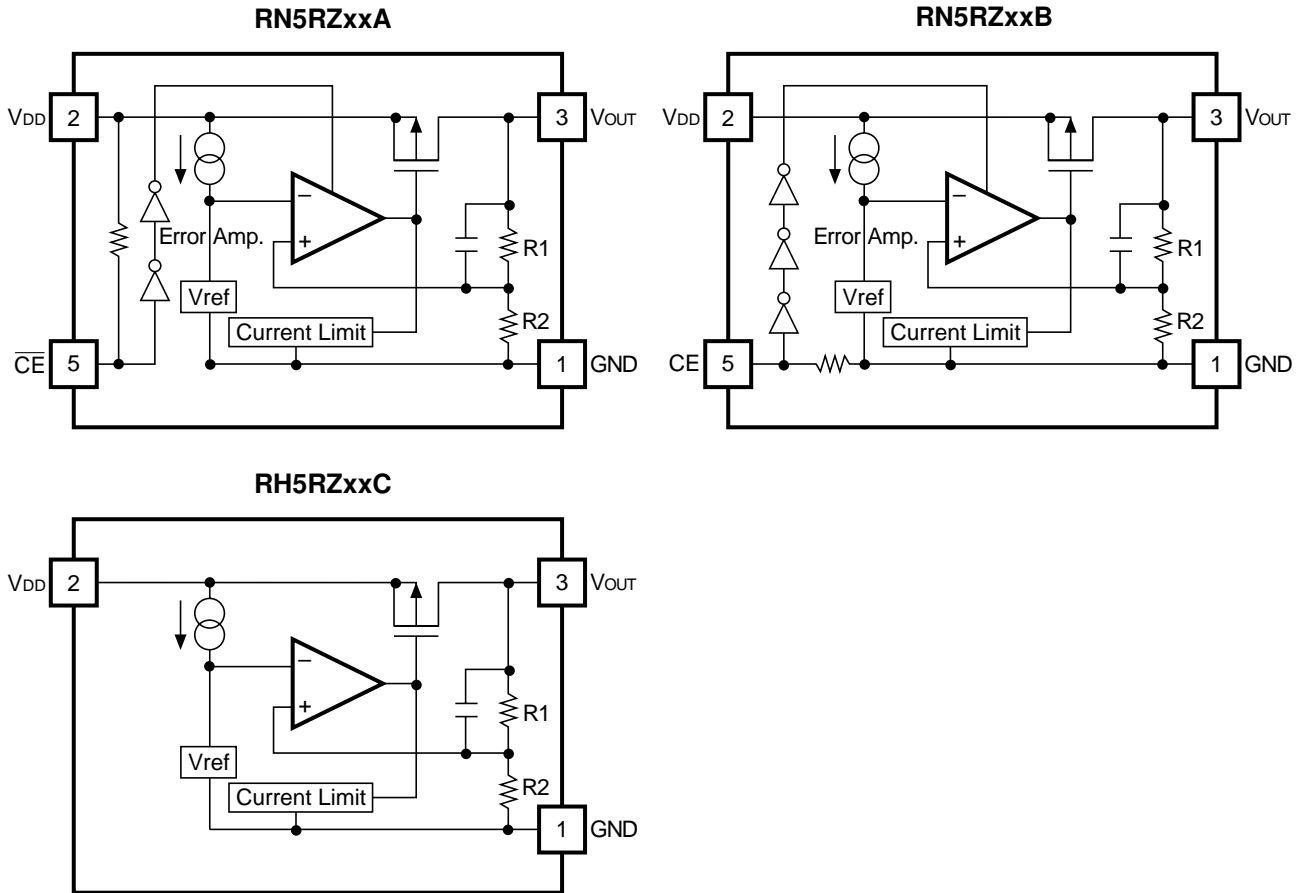 RN5RZxxA
VDD 2
3 VOUT
Error Amp.
−
+
R1
Vref
R2
Current Limit
CE 5
1 GND
RN5RZxxB
VDD 2
3 VOUT
Error Amp.
−
+
R1
Vref
R2
Current Limit
CE 5
1 GND
RH5RZxxC
VDD 2
3 VOUT
−
+
R1
Vref
R2
Current Limit
1 GND